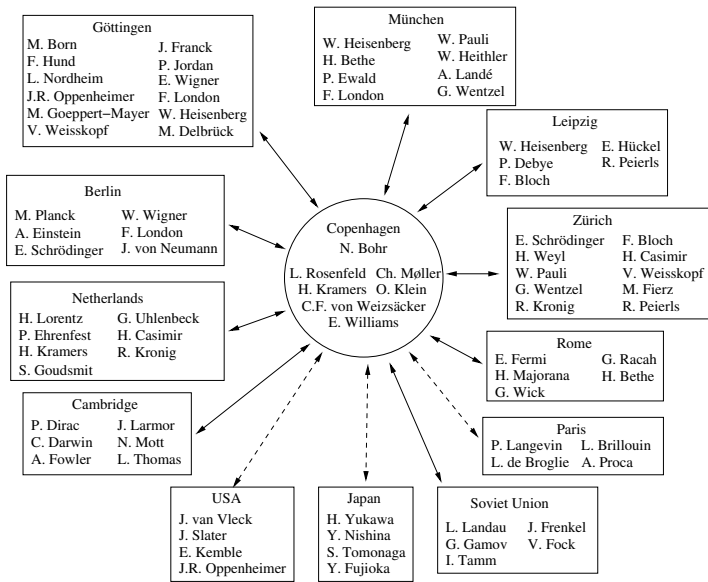 Göttingen
M. Born
F. Hund
L. Nordheim
J.R. Oppenheimer
M. Goeppert-Mayer
V. Weisskopf
J. Franck
P. Jordan
E. Wigner
F. London
W. Heisenberg
M. Delbrück
München
W. Heisenberg
H. Bethe
P. Ewald
F. London
W. Pauli
W. Heithler
A. Landé
G. Wentzel
Leipzig
W. Heisenberg
P. Debye
F. Bloch
E. Hückel
R. Peierls
Berlin
M. Planck
A. Einstein
E. Schrödinger
W. Wigner
F. London
J. von Neumann
Copenhagen
N. Bohr
L. Rosenfeld Ch. Møller
H. Kramers O. Klein
C.F. von Weizsäcker
E. Williams
Zürich
E. Schrödinger
H. Weyl
W. Pauli
G. Wentzel
R. Kronig
F. Bloch
H. Casimir
V. Weisskopf
M. Fierz
R. Peierls
Netherlands
H. Lorentz
P. Ehrenfest
H. Kramers
S. Goudsmit
G. Uhlenbeck
H. Casimir
R. Kronig
Rome
E. Fermi
H. Majorana
G. Wick
G. Racah
H. Bethe
Cambridge
P. Dirac
C. Darwin
A. Fowler
J. Larmor
N. Mott
L. Thomas
Paris
P. Langevin
L. de Broglie
L. Brillouin
A. Proca
USA
J. van Vleck
J. Slater
E. Kemble
J.R. Oppenheimer
Japan
H. Yukawa
Y. Nishina
S. Tomonaga
Y. Fujioka
Soviet Union
L. Landau
G. Gamov
I. Tamm
J. Frenkel
V. Fock